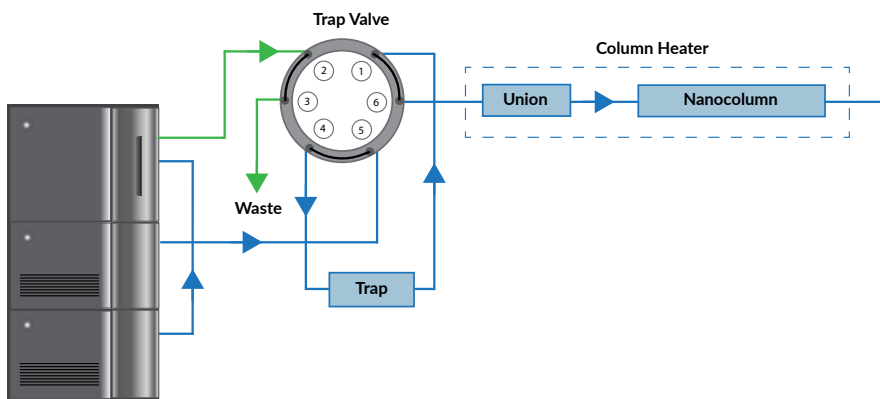 Trap Valve
Column Heater
2
1
3
6
4
5
Union
Nanocolumn
Waste
Trap